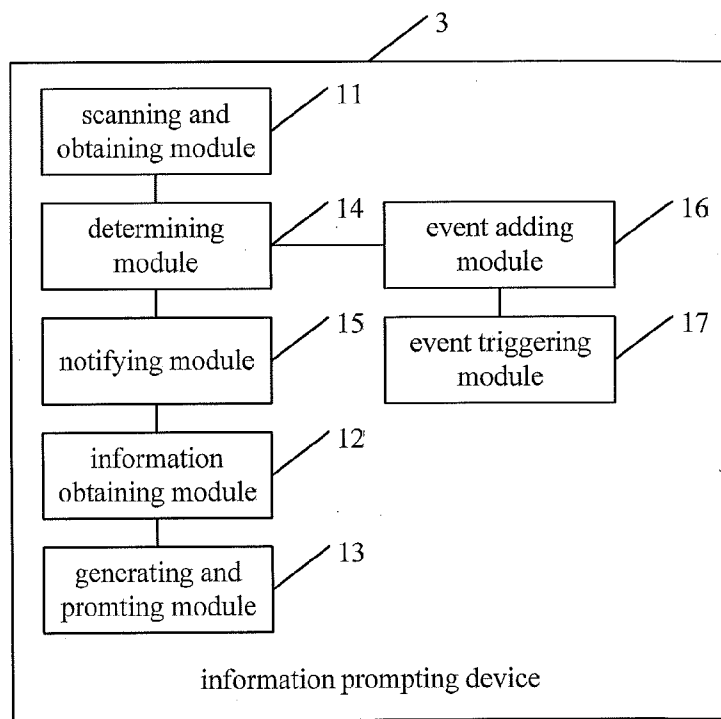 3
scanning and
obtaining module
11
determining
module
14
event adding
module
16
notifying module
15
event triggering
module
17
information
obtaining module
12
generating and
promting module
13
information prompting device